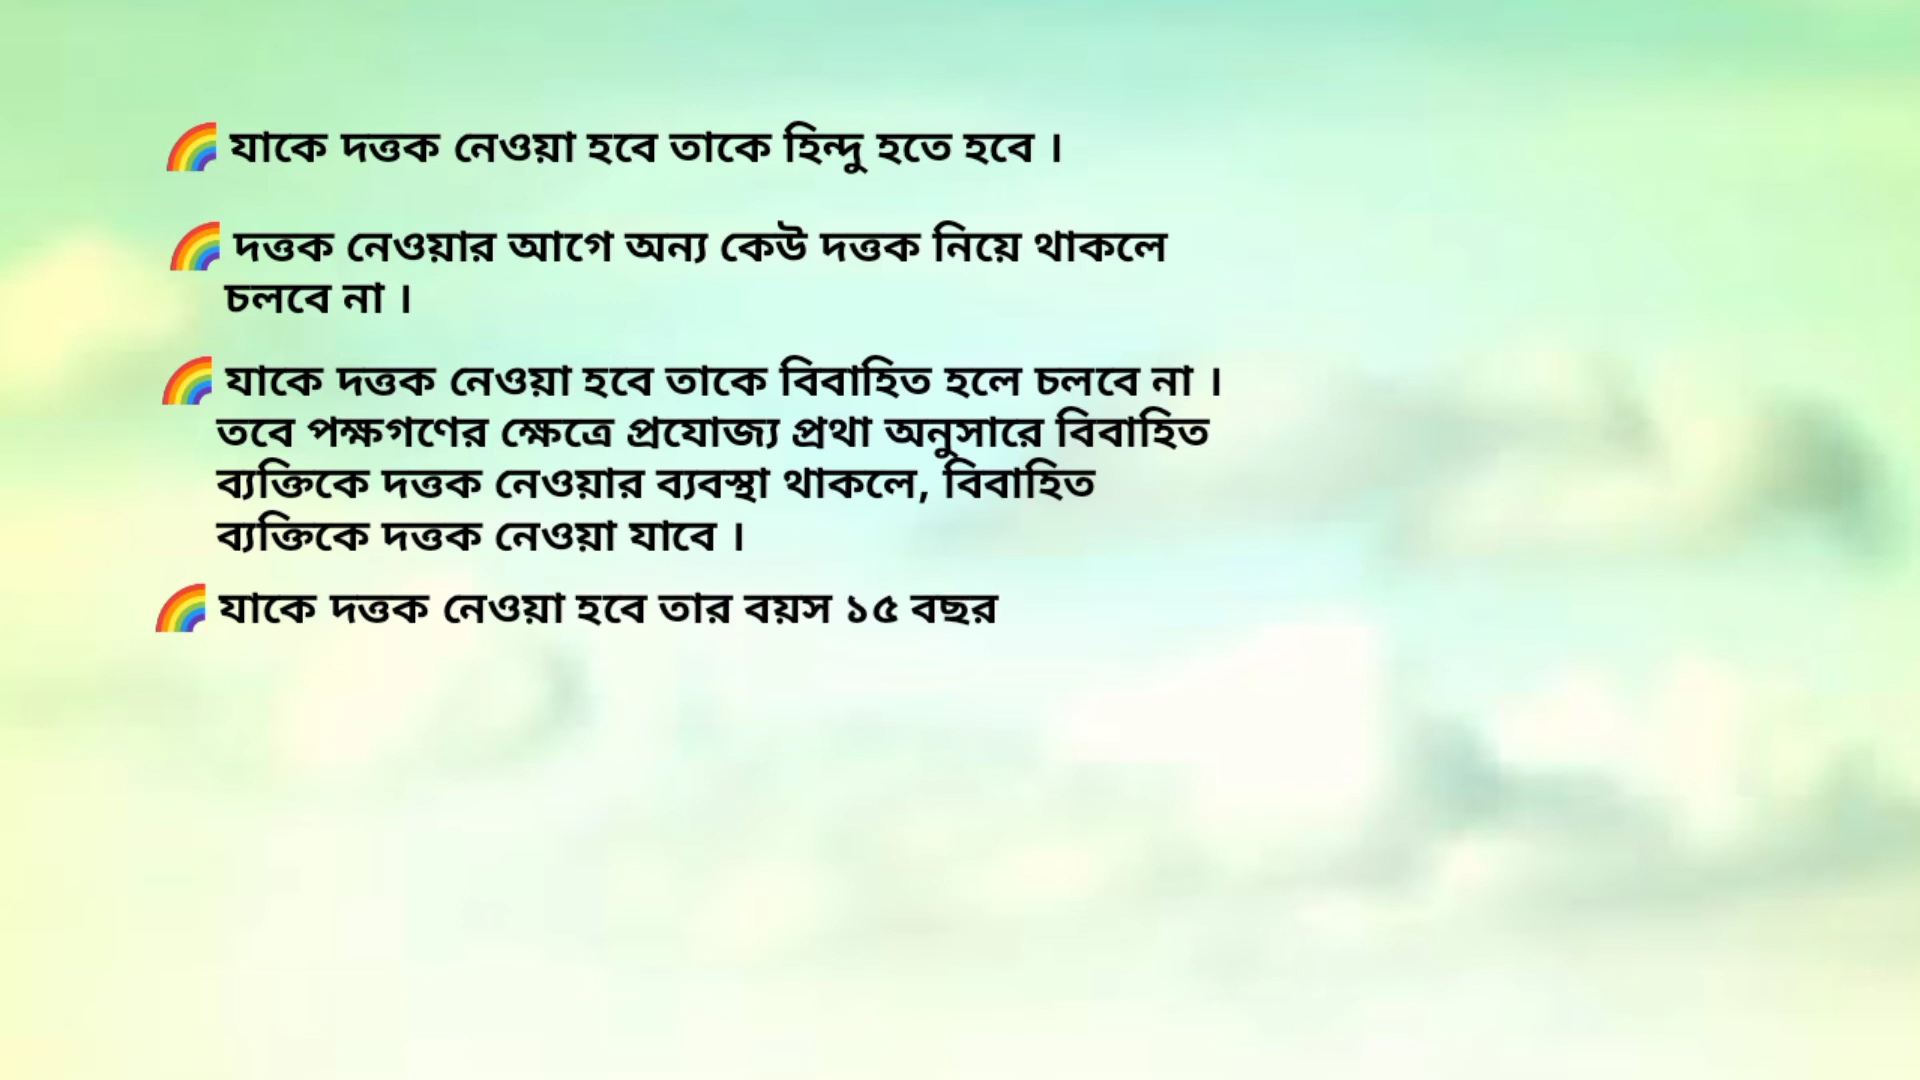 🌈 যাকে দত্তক নেওয়া হবে তাকে হিন্দু হতে হবে ।
🌈 দত্তক নেওয়ার আগে অন্য কেউ দত্তক নিয়ে থাকলে
চলবে না ।
🌈 যাকে দত্তক নেওয়া হবে তাকে বিবাহিত হলে চলবে না ।
তবে পক্ষগণের ক্ষেত্রে প্রযোজ্য প্রথা অনুসারে বিবাহিত
ব্যক্তিকে দত্তক নেওয়ার ব্যবস্থা থাকলে, বিবাহিত
ব্যক্তিকে দত্তক নেওয়া যাবে ।
🌈 যাকে দত্তক নেওয়া হবে তার বয়স ১৫ বছর